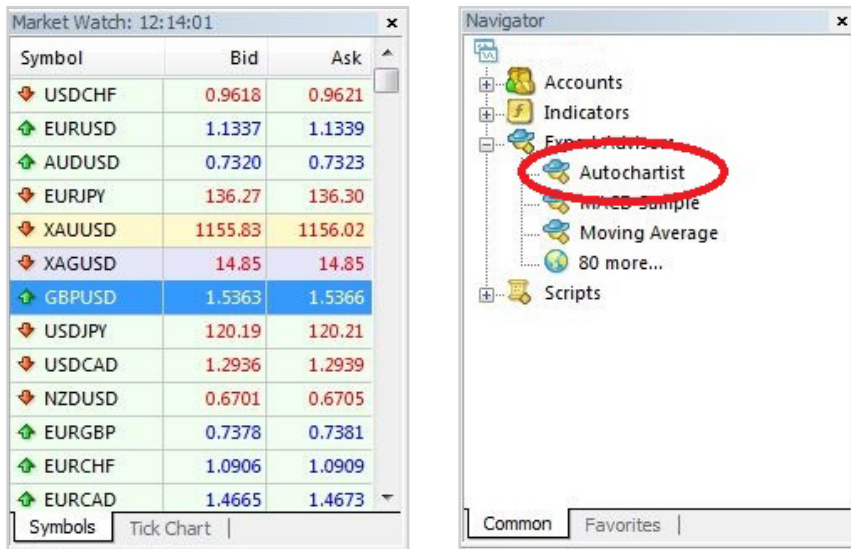 Market Watch: 12:14:01
Symbol Bid Ask
USDCHF 0.9618 0.9621
EURUSD 1.1337 1.1339
AUDUSD 0.7320 0.7323
EURJPY 136.27 136.30
XAUUSD 1155.83 1156.02
XAGUSD 14.85 14.85
GBPUSD 1.5363 1.5366
USDJPY 120.19 120.21
USDCAD 1.2936 1.2939
NZDUSD 0.6701 0.6705
EURGBP 0.7378 0.7381
EURCHF 1.0906 1.0909
EURCAD 1.4665 1.4673
Symbols Tick Chart
Navigator
Accounts
Indicators
Expert Advisors
Autochartist
MACD Sample
Moving Average
80 more...
Scripts
Common Favorites